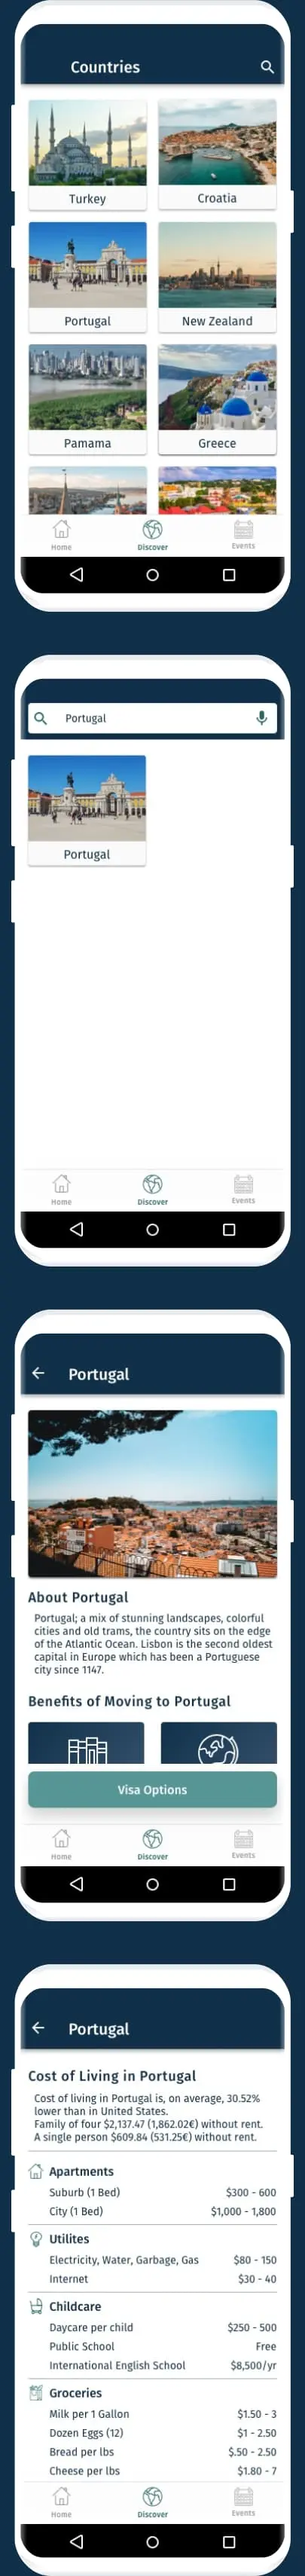 Countries
Turkey
Croatia
Portugal
New Zealand
Pamama
Greece
Home
Discover
Events
Portugal
Portugal
Home
Discover
Events
Portugal
About Portugal
Portugal; a mix of stunning landscapes, colorful
cities and old trams, the country sits on the edge
of the Atlantic Ocean. Lisbon is the second oldest
capital in Europe which has been a Portuguese
city since 1147.
Benefits of Moving to Portugal
Visa Options
Home
Discover
Events
Portugal
Cost of Living in Portugal
Cost of living in Portugal is, on average, 30.52%
lower than in United States.
Family of four $2,137.47 (1,862.02€) without rent.
A single person $609.84 (531.25€) without rent.
Apartments
Suburb (1 Bed) $300 - 600
City (1 Bed) $1,000 - 1,800
Utilites
Electricity, Water, Garbage, Gas $80 - 150
Internet $30 - 40
Childcare
Daycare per child $250 - 500
Public School Free
International English School $8,500/yr
Groceries
Milk per 1 Gallon $1.50 - 3
Dozen Eggs (12) $1 - 2.50
Bread per lbs $.50 - 2.50
Cheese per lbs $1.80 - 7
Home
Discover
Events